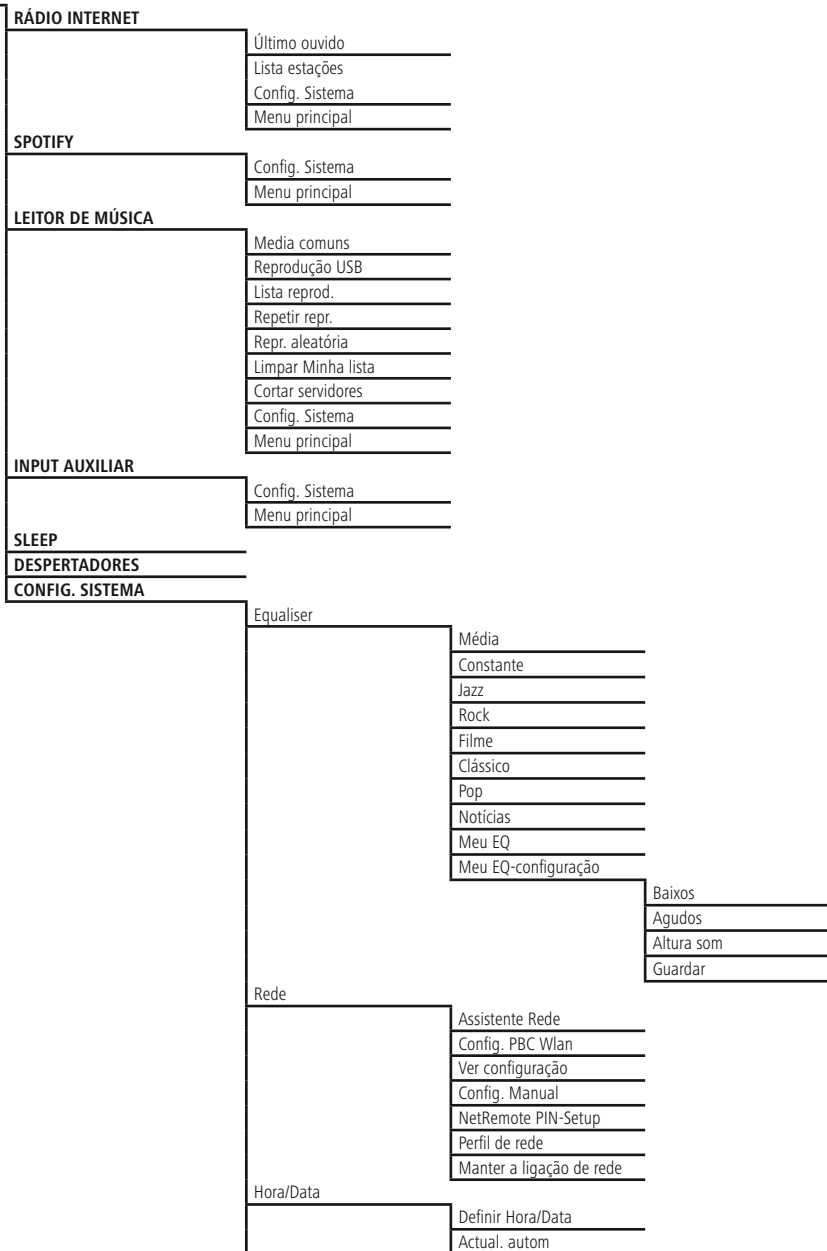 RÁDIO INTERNET
Último ouvido
Lista estações
Config. Sistema
Menu principal
SPOTIFY
Config. Sistema
Menu principal
LEITOR DE MÚSICA
Media comuns
Reprodução USB
Lista reprod.
Repetir repr.
Repr. aleatória
Limpar Minha lista
Cortar servidores
Config. Sistema
Menu principal
INPUT AUXILIAR
Config. Sistema
Menu principal
SLEEP
DESPERTADORES
CONFIG. SISTEMA
Equaliser
Média
Constante
Jazz
Rock
Filme
Clássico
Pop
Notícias
Meu EQ
Meu EQ-configuração
Baixos
Agudos
Altura som
Guardar
Rede
Assistente Rede
Config. PBC Wlan
Ver configuração
Config. Manual
NetRemote PIN-Setup
Perfil de rede
Manter a ligação de rede
Hora/Data
Definir Hora/Data
Actual. autom